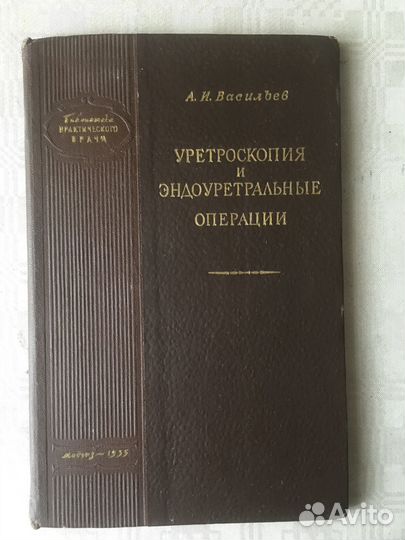 А. И. Васильев
Библиотека
ПРАКТИЧЕСКОГО
ВРАЧА
УРЕТРОСКОПИЯ
И
ЭНДОУРЕТРАЛЬНЫЕ
ОПЕРАЦИИ
Медгиз — 1955
Avito